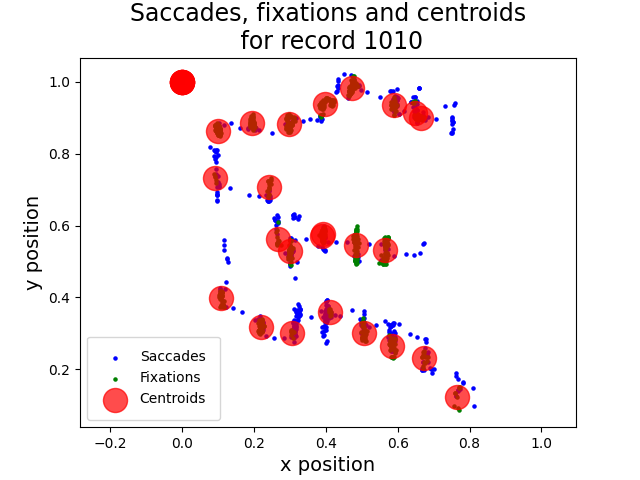 Saccades, fixations and centroids
for record 1010
1.0
0.8
0.6
0.4
0.2
y position
Saccades
Fixations
Centroids
−0.2 0.0 0.2 0.4 0.6 0.8 1.0
x position